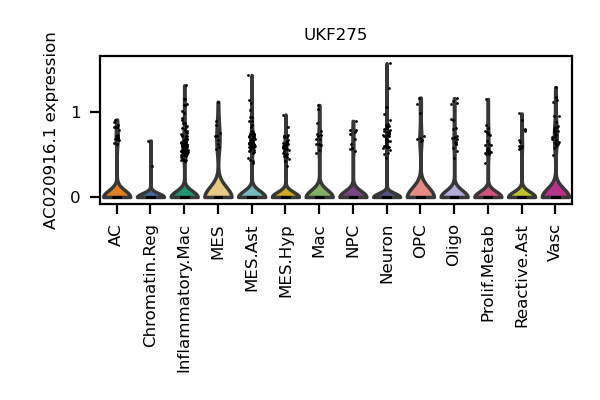 UKF275
AC020916.1 expression
1
0
AC
Chromatin.Reg
Inflammatory.Mac
MES
MES.Ast
MES.Hyp
Mac
NPC
Neuron
OPC
Oligo
Prolif.Metab
Reactive.Ast
Vasc